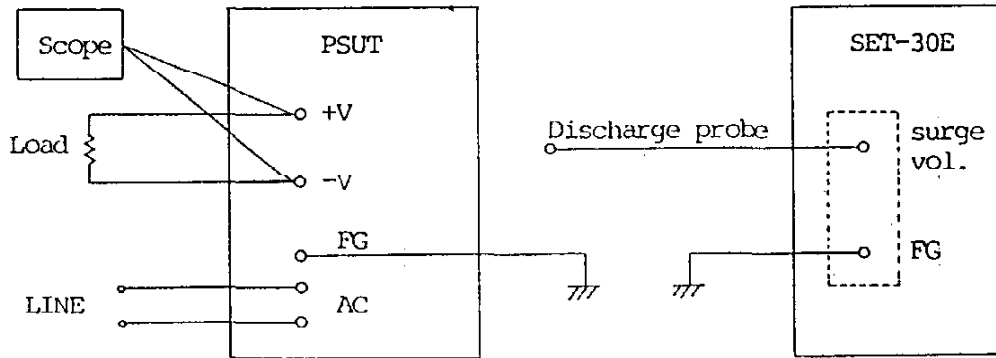 Scope
PSUT
SET-30E
+V
Load
Discharge probe
surge
vol.
-V
FG
FG
LINE
AC